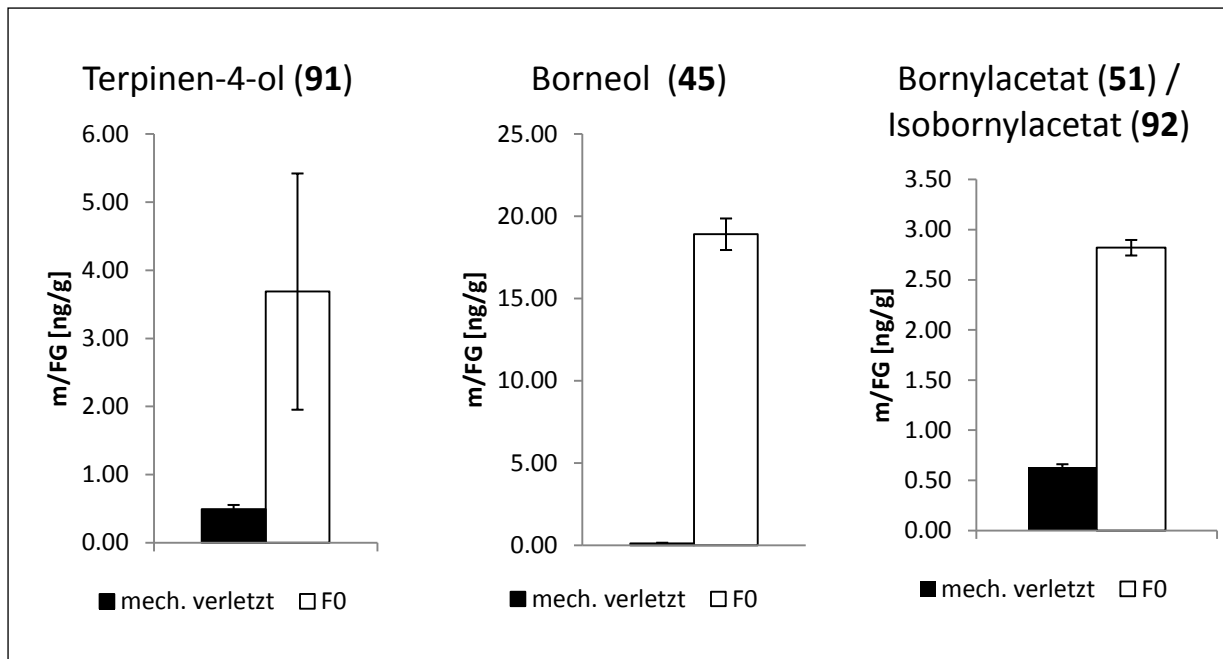 Terpinen-4-ol (91)
6.00
5.00
4.00
3.00
2.00
1.00
0.00
m/FG [ng/g]
■ mech. verletzt □ F0
Borneol (45)
25.00
20.00
15.00
10.00
5.00
0.00
m/FG [ng/g]
■ mech. verletzt □ F0
Bornylacetat (51) /
Isobornylacetat (92)
3.50
3.00
2.50
2.00
1.50
1.00
0.50
0.00
m/FG [ng/g]
■ mech. verletzt □ F0